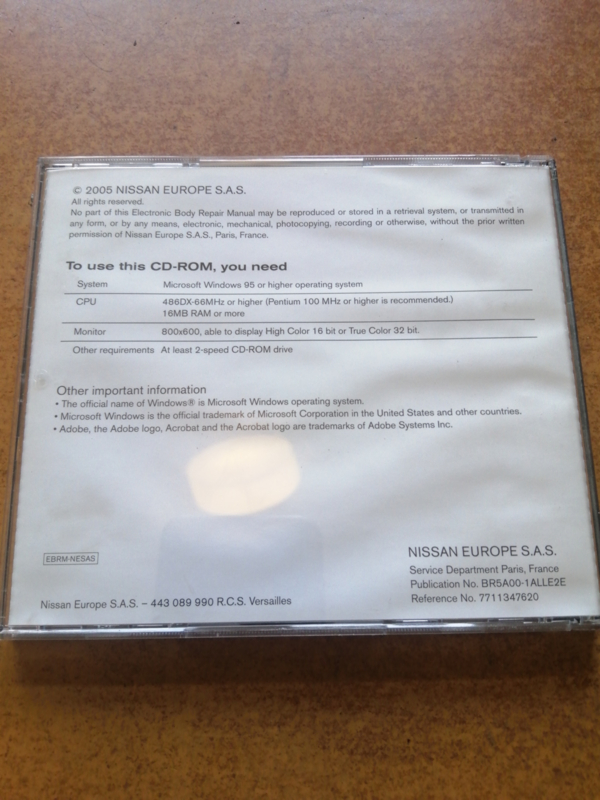 © 2005 NISSAN EUROPE S.A.S.
All rights reserved.
No part of this Electronic Body Repair Manual may be reproduced or stored in a retrieval system, or transmitted in
any form, or by any means, electronic, mechanical, photocopying, recording or otherwise, without the prior written
permission of Nissan Europe S.A.S., Paris, France.
To use this CD-ROM, you need
System Microsoft Windows 95 or higher operating system
CPU 486DX-66MHz or higher (Pentium 100 MHz or higher is recommended.)
16MB RAM or more
Monitor 800x600, able to display High Color 16 bit or True Color 32 bit.
Other requirements At least 2-speed CD-ROM drive
Other important information
• The official name of Windows® is Microsoft Windows operating system.
• Microsoft Windows is the official trademark of Microsoft Corporation in the United States and other countries.
• Adobe, the Adobe logo, Acrobat and the Acrobat logo are trademarks of Adobe Systems Inc.
EBRM-NESAS
NISSAN EUROPE S.A.S.
Service Department Paris, France
Publication No. BR5A00-1ALLE2E
Reference No. 7711347620
Nissan Europe S.A.S. – 443 089 990 R.C.S. Versailles